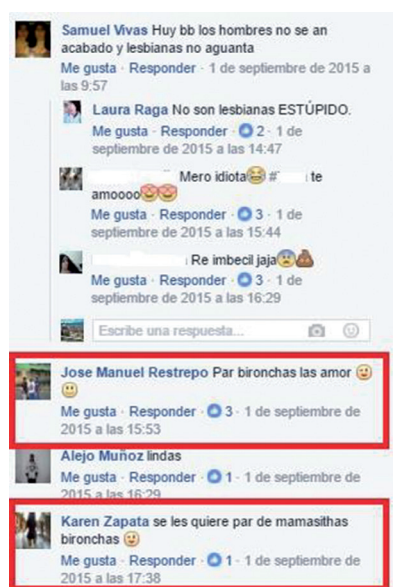 Samuel Vivas Huy bb los hombres no se an
acabado y lesbianas no aguanta
Me gusta · Responder · 1 de septiembre de 2015 a
las 9:57
Laura Raga No son lesbianas ESTÚPIDO.
Me gusta · Responder · 2 · 1 de
septiembre de 2015 a las 14:47
Mero idiota # te
amoooo
Me gusta · Responder · 3 · 1 de
septiembre de 2015 a las 15:44
Re imbecil jaja
Me gusta · Responder · 3 · 1 de
septiembre de 2015 a las 16:29
Escribe una respuesta...
Jose Manuel Restrepo Par bironchas las amor
Me gusta · Responder · 3 · 1 de septiembre de
2015 a las 15:53
Alejo Muñoz lindas
Me gusta · Responder · 1 · 1 de septiembre de
2015 a las 16:29
Karen Zapata se les quiere par de mamasithas
bironchas
Me gusta · Responder · 1 · 1 de septiembre de
2015 a las 17:38